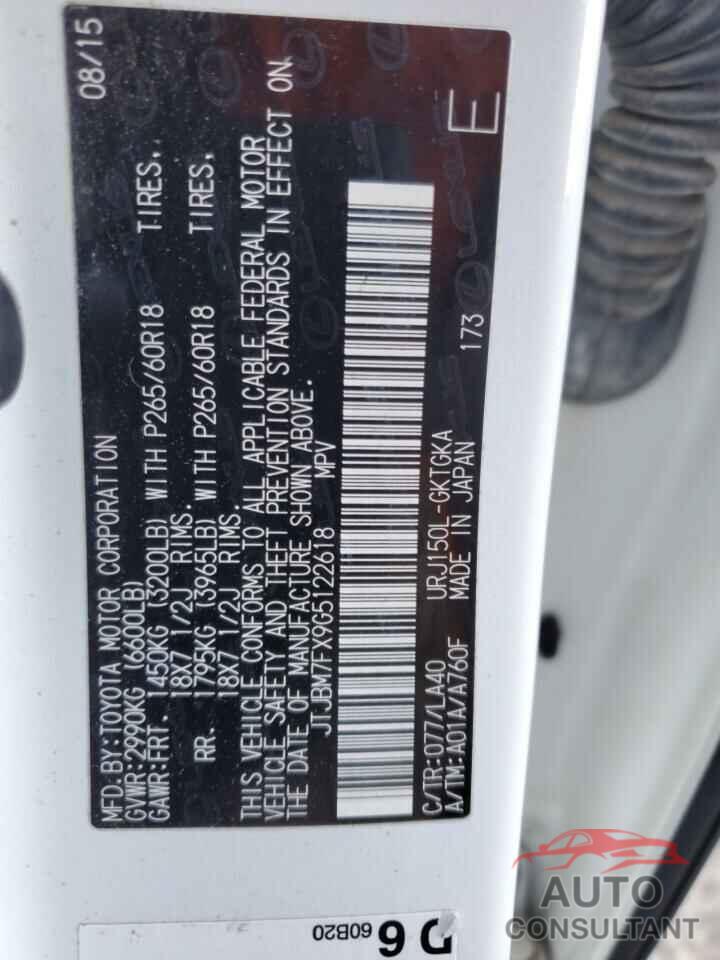 MFD.BY:TOYOTA MOTOR CORPORATION 08/15
GVWR:2990KG (6600LB)
GAWR:FRT. 1450KG (3200LB) WITH P265/60R18 TIRES.
18X7 1/2J RIMS.
RR. 1795KG (3965LB) WITH P265/60R18 TIRES.
18X7 1/2J RIMS.
THIS VEHICLE CONFORMS TO ALL APPLICABLE FEDERAL MOTOR
VEHICLE SAFETY AND THEFT PREVENTION STANDARDS IN EFFECT ON
THE DATE OF MANUFACTURE SHOWN ABOVE.
JTJBM7FX9G5122618 MPV
C/TR:077/LA40 URJ150L-GKTGKA
A/TM:A01A/A760F MADE IN JAPAN 173 E
6
60B20
AUTO
CONSULTANT